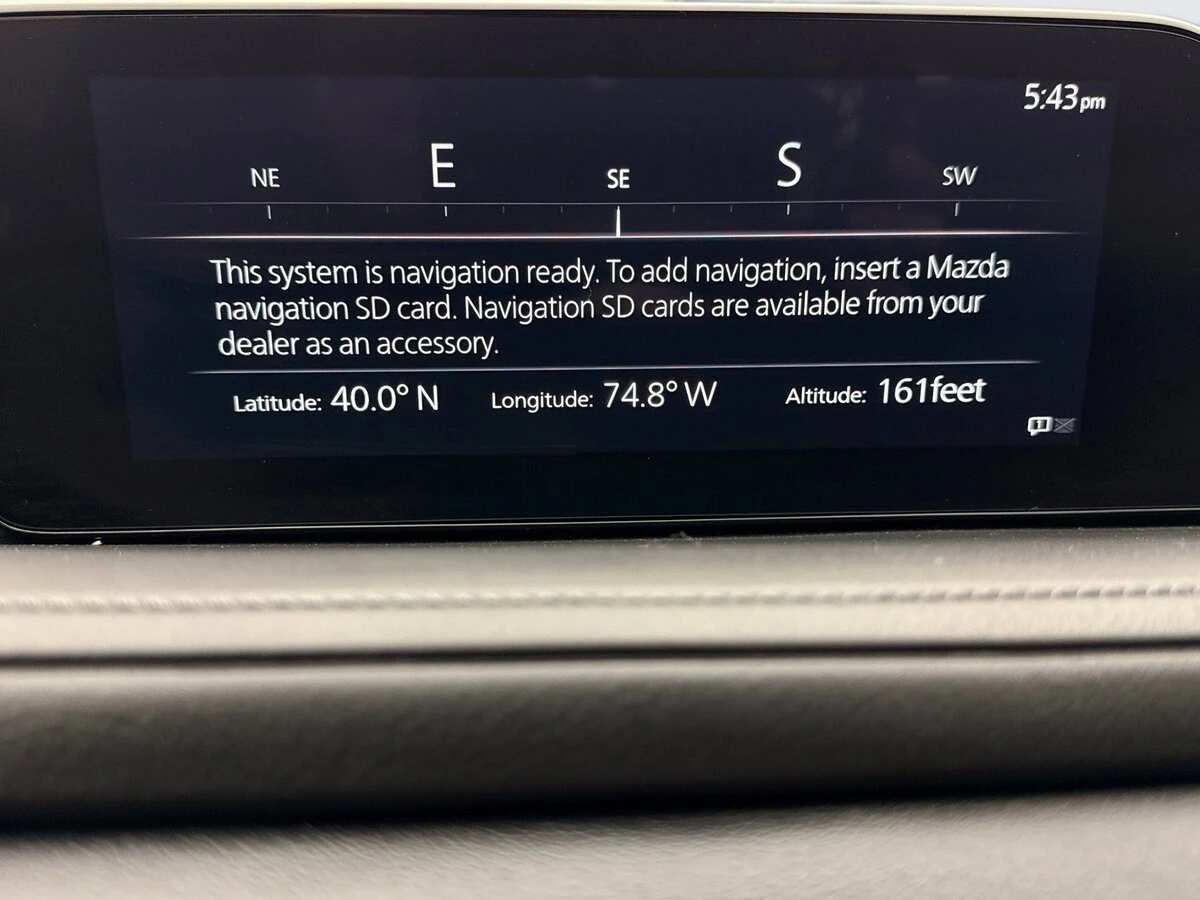 5:43pm
NE E SE S SW
This system is navigation ready. To add navigation, insert a Mazda
navigation SD card. Navigation SD cards are available from your
dealer as an accessory.
Latitude: 40.0° N Longitude: 74.8° W Altitude: 161feet